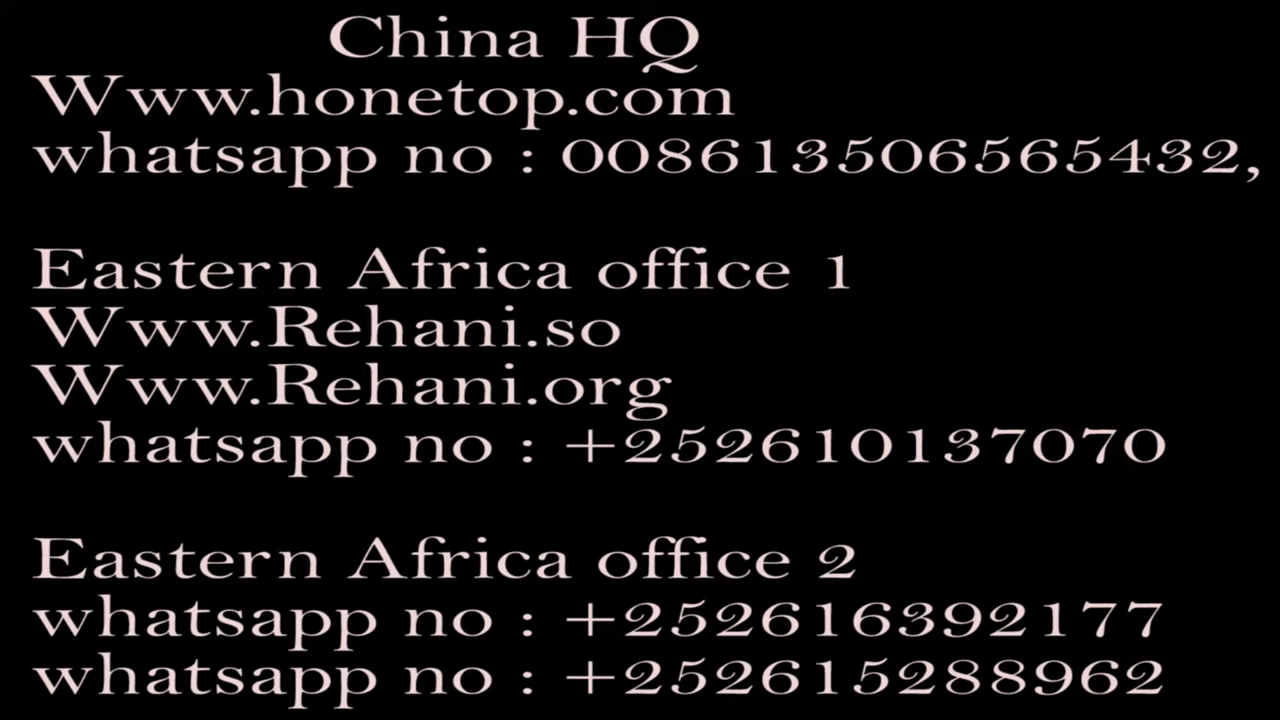 China HQ
Www.honetop.com
whatsapp no : 008613506565432,
Eastern Africa office 1
Www.Rehani.so
Www.Rehani.org
whatsapp no : +252610137070
Eastern Africa office 2
whatsapp no : +252616392177
whatsapp no : +252615288962